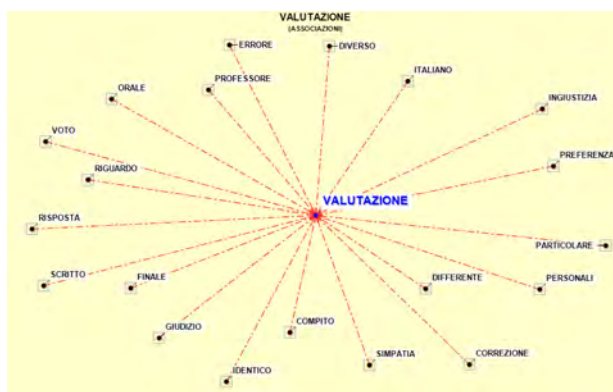 VALUTAZIONE
(ASSOCIAZIONI)
ERRORE
DIVERSO
PROFESSORE
ITALIANO
ORALE
INGIUSTIZIA
VOTO
PREFERENZA
RIGUARDO
VALUTAZIONE
RISPOSTA
PARTICOLARE
SCRITTO
FINALE
DIFFERENTE
PERSONALI
GIUDIZIO
COMPITO
IDENTICO
SIMPATIA
CORREZIONE